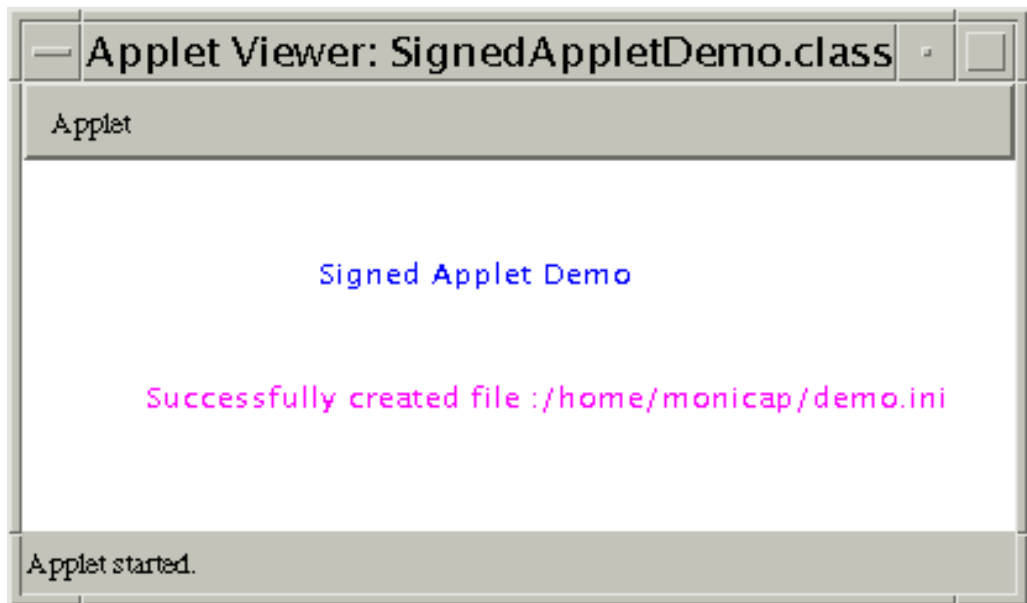 Applet Viewer: SignedAppletDemo.class
Applet
Signed Applet Demo
Successfully created file :/home/monicap/demo.ini
Applet started.